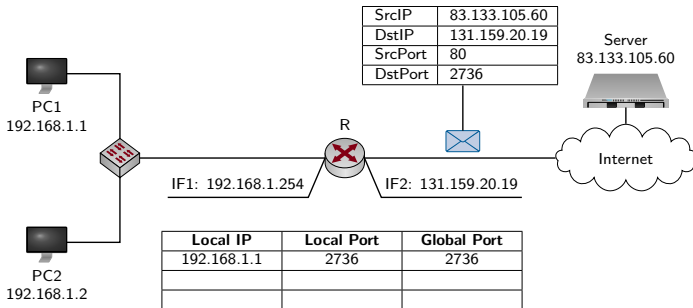 SrcIP 83.133.105.60
DstIP 131.159.20.19
SrcPort 80
DstPort 2736
Server
83.133.105.60
PC1
192.168.1.1
R
Internet
IF1: 192.168.1.254
IF2: 131.159.20.19
PC2
192.168.1.2
Local IP Local Port Global Port
192.168.1.1 2736 2736